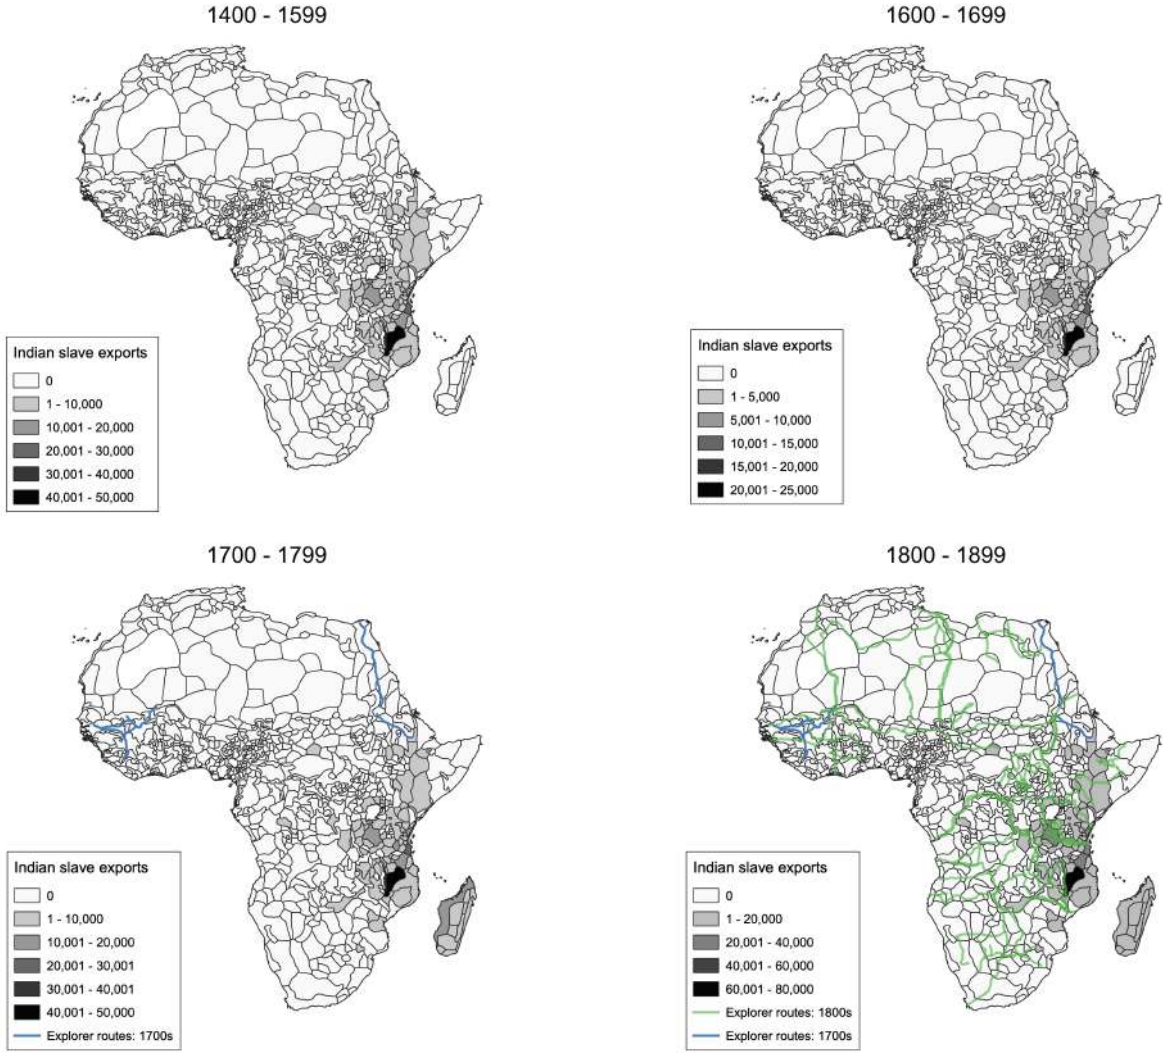 1400 - 1599
Indian slave exports
0
1 - 10,000
10,001 - 20,000
20,001 - 30,000
30,001 - 40,000
40,001 - 50,000
1600 - 1699
Indian slave exports
0
1 - 5,000
5,001 - 10,000
10,001 - 15,000
15,001 - 20,000
20,001 - 25,000
1700 - 1799
Indian slave exports
0
1 - 10,000
10,001 - 20,000
20,001 - 30,001
30,001 - 40,001
40,001 - 50,000
Explorer routes: 1700s
1800 - 1899
Indian slave exports
0
1 - 20,000
20,001 - 40,000
40,001 - 60,000
60,001 - 80,000
Explorer routes: 1800s
Explorer routes: 1700s